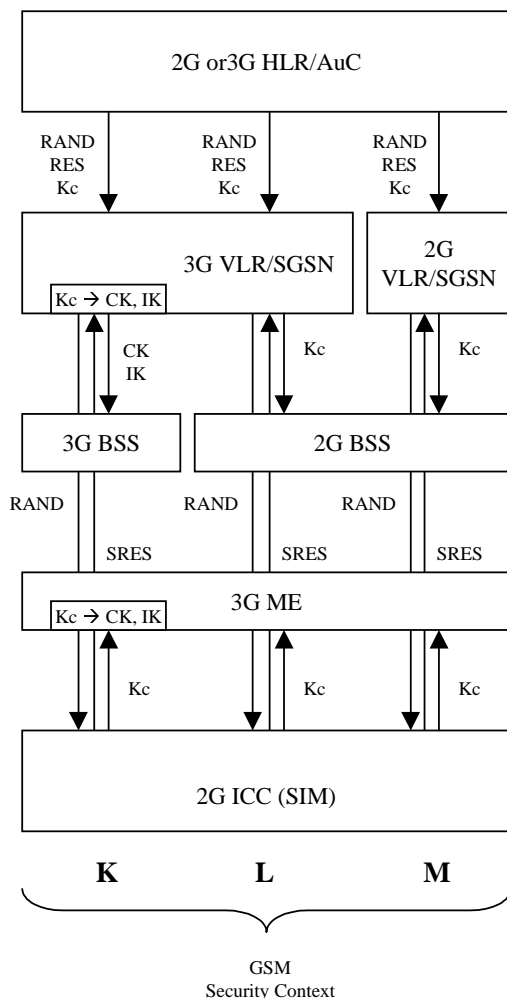 2G or3G HLR/AuC
RAND
RES
Kc
RAND
RES
Kc
RAND
RES
Kc
3G VLR/SGSN
2G
VLR/SGSN
Kc → CK, IK
CK
IK
Kc
Kc
3G BSS
2G BSS
RAND
RAND
RAND
SRES
SRES
SRES
3G ME
Kc → CK, IK
Kc
Kc
Kc
2G ICC (SIM)
K
L
M
GSM
Security Context